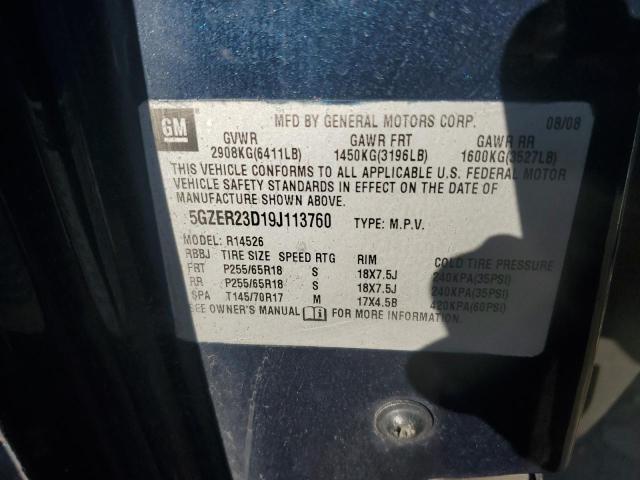 GM
MFD BY GENERAL MOTORS CORP. 08/08
GVWR GAWR FRT GAWR RR
2908KG(6411LB) 1450KG(3196LB) 1600KG(3527LB)
THIS VEHICLE CONFORMS TO ALL APPLICABLE U.S. FEDERAL MOTOR
VEHICLE SAFETY STANDARDS IN EFFECT ON THE DATE OF
MANUFACTURE SHOWN ABOVE.
5GZER23D19J113760 TYPE: M.P.V.
MODEL: R14526
RBBJ TIRE SIZE SPEED RTG RIM COLD TIRE PRESSURE
FRT P255/65R18 S 18X7.5J 240KPA(35PSI)
RR P255/65R18 S 18X7.5J 240KPA(35PSI)
SPA T145/70R17 M 17X4.5B 420KPA(60PSI)
SEE OWNER'S MANUAL FOR MORE INFORMATION.